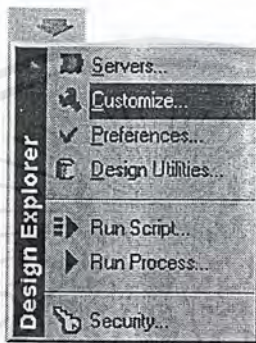 Servers...
Customize...
Preferences...
Design Utilities...
Run Script...
Run Process...
Security...
Design Explorer